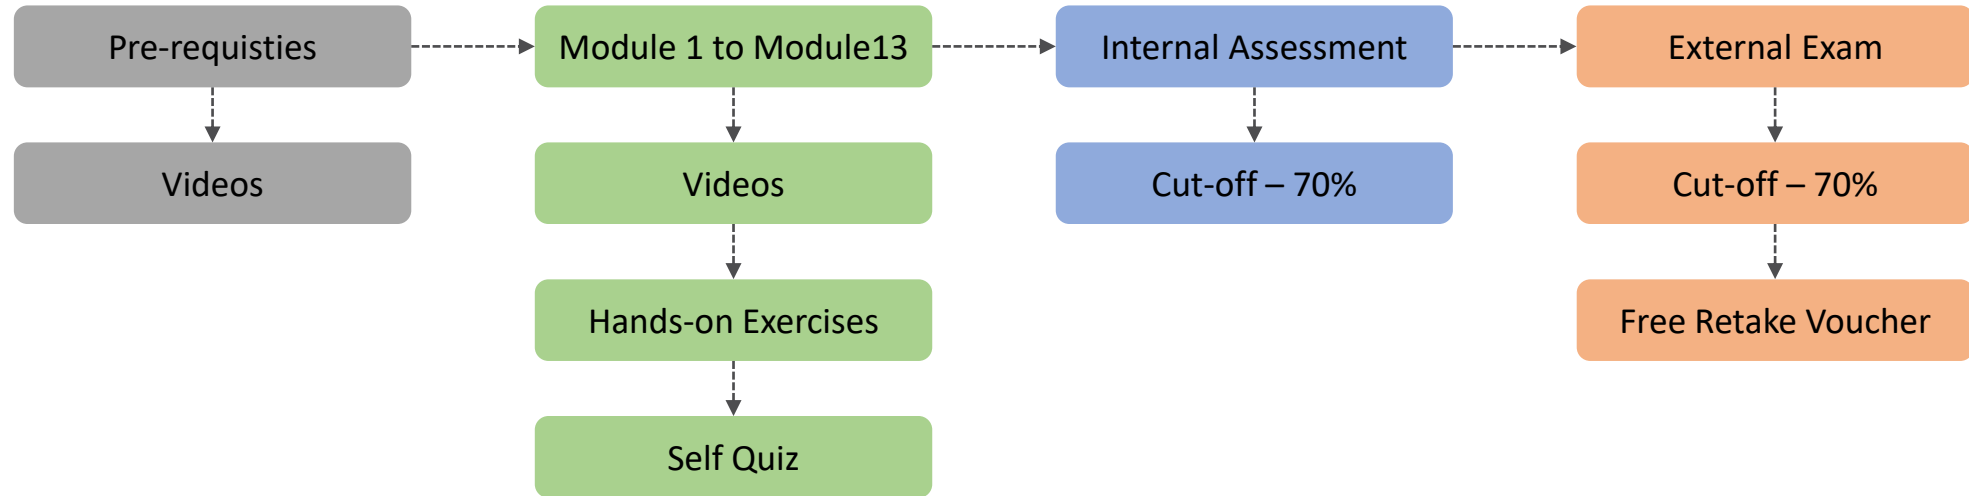 Pre-requisties
Module 1 to Module13
Internal Assessment
External Exam
Videos
Videos
Cut-off – 70%
Cut-off – 70%
Hands-on Exercises
Free Retake Voucher
Self Quiz